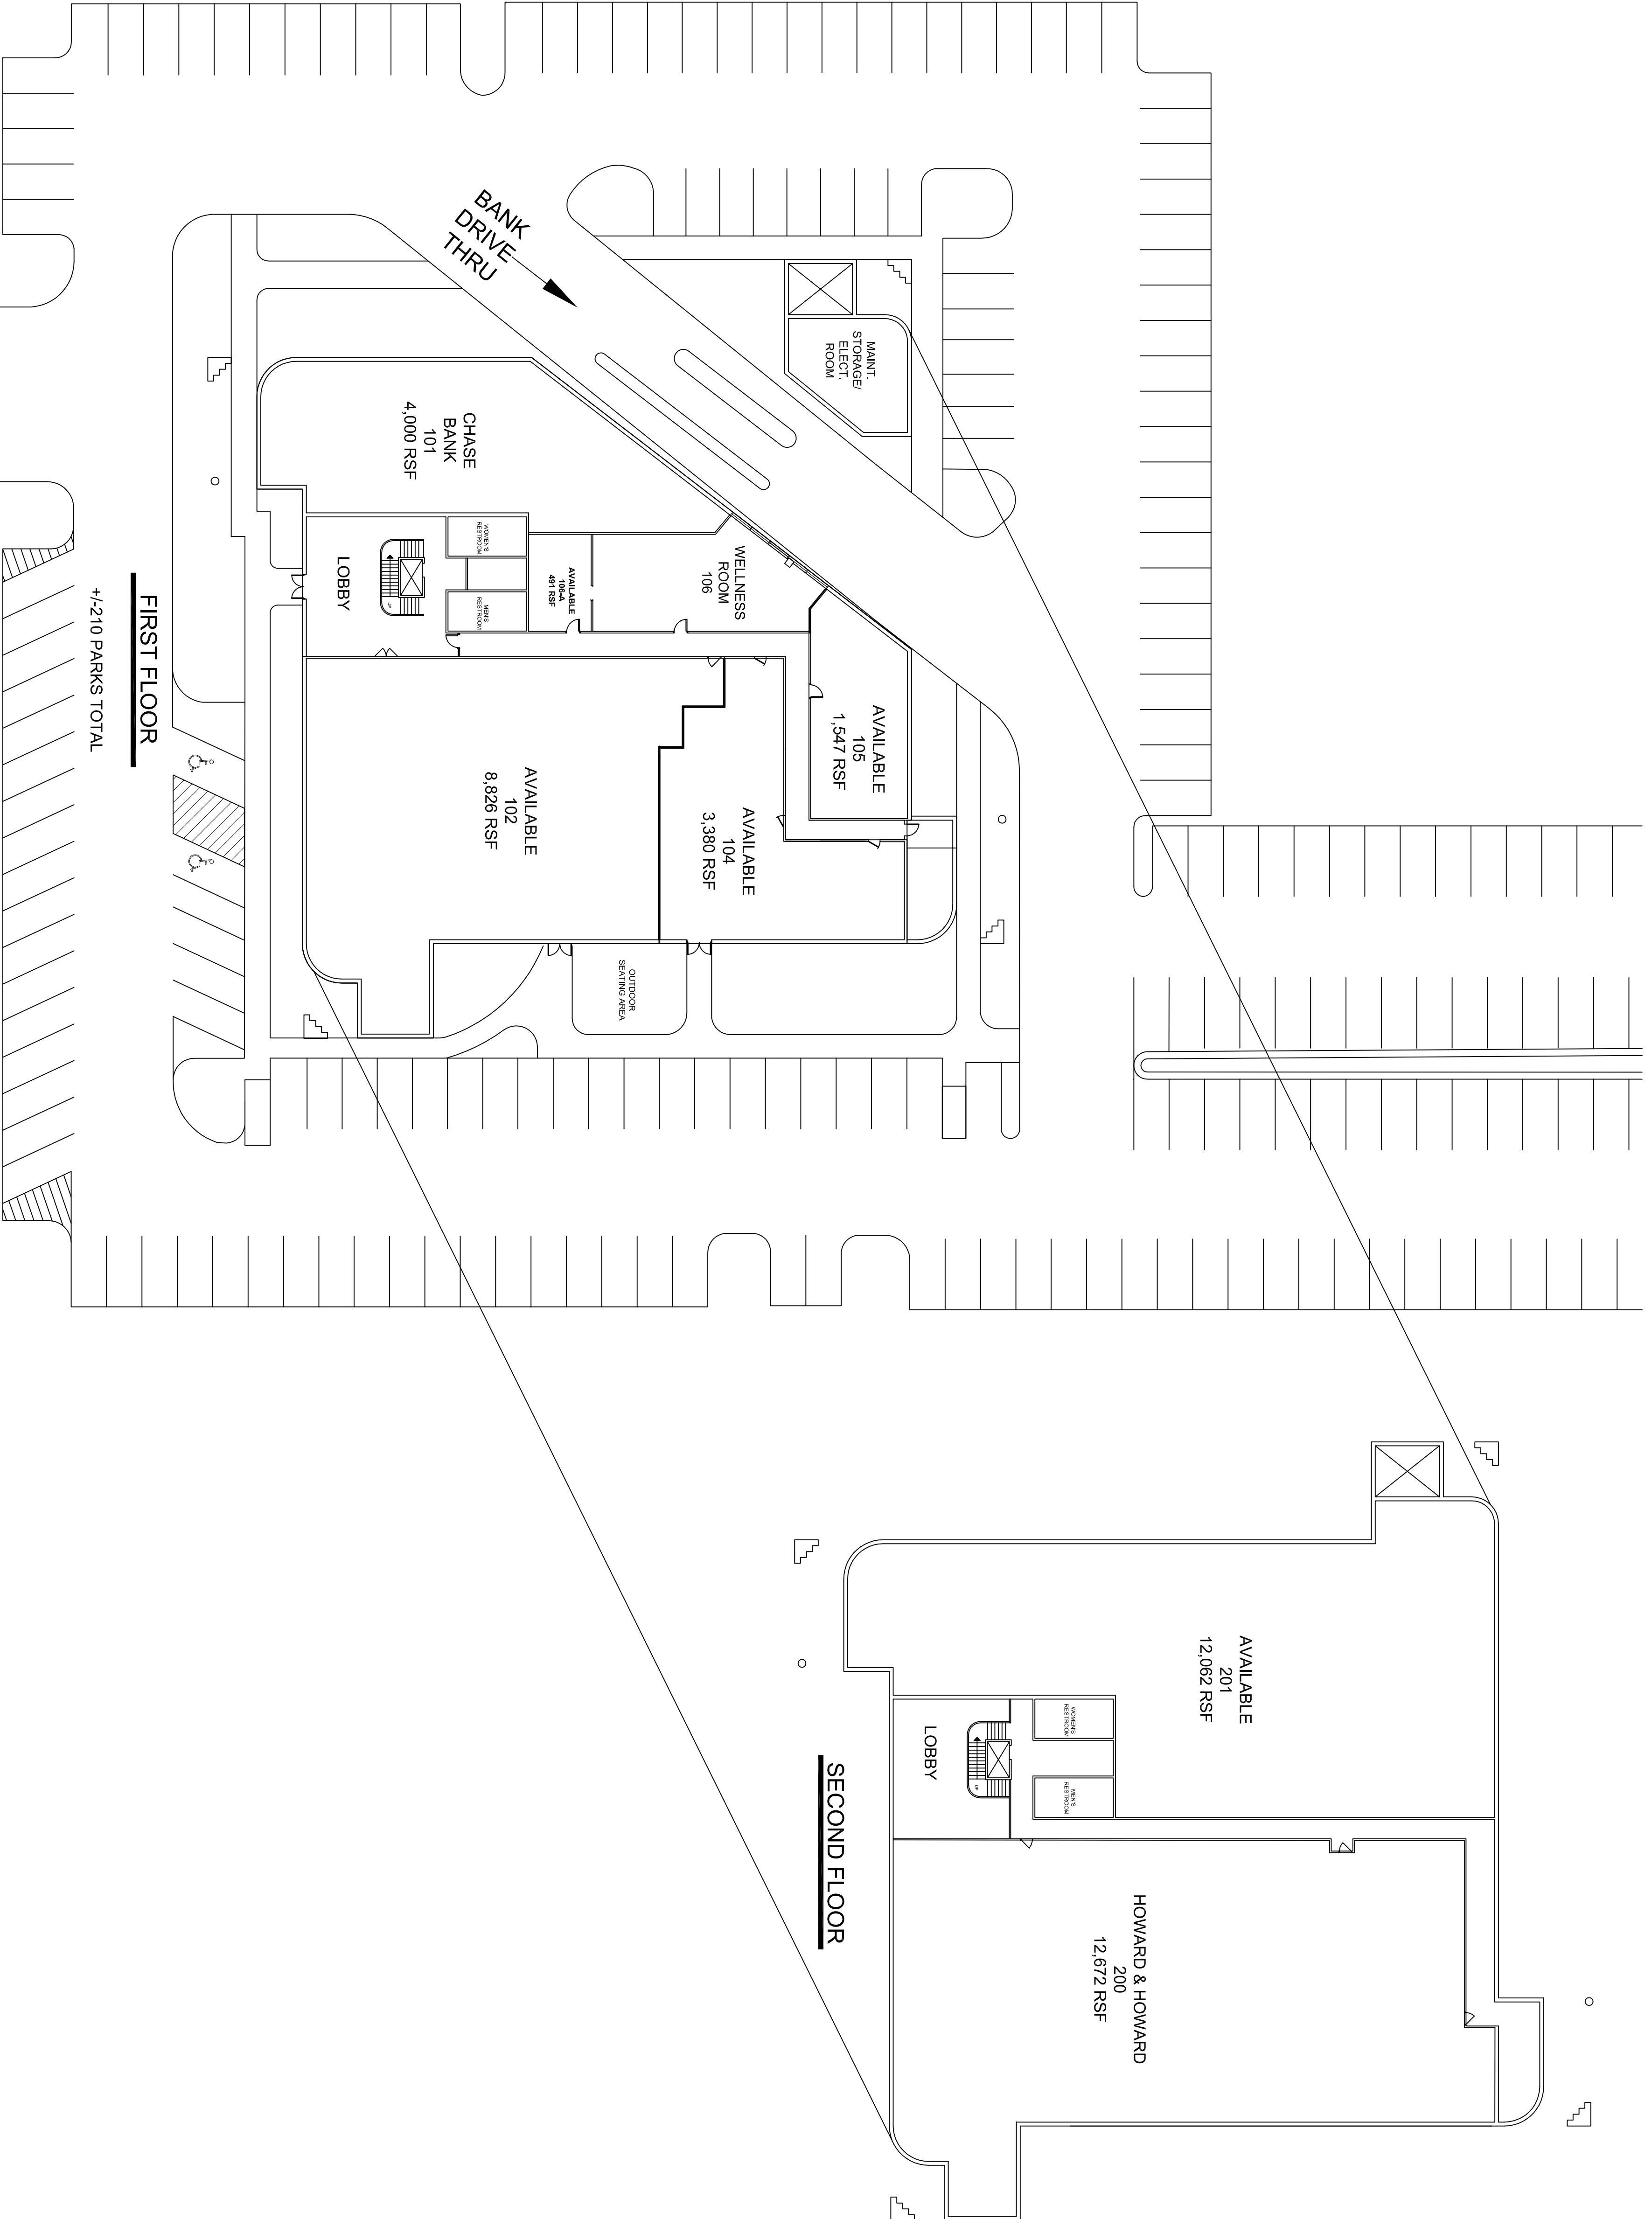 BANK
DRIVE
THRU
MAINT.
STORAGE/
ELECT.
ROOM
CHASE
BANK
101
4,000 RSF
WOMEN'S
RESTROOM
MEN'S
RESTROOM
LOBBY
UP
AVAILABLE
106-A
491 RSF
WELLNESS
ROOM
106
AVAILABLE
105
1,547 RSF
AVAILABLE
104
3,380 RSF
AVAILABLE
102
8,826 RSF
OUTDOOR
SEATING AREA
FIRST FLOOR
+/-210 PARKS TOTAL
AVAILABLE
201
12,062 RSF
WOMEN'S
RESTROOM
MEN'S
RESTROOM
LOBBY
UP
HOWARD & HOWARD
200
12,672 RSF
SECOND FLOOR